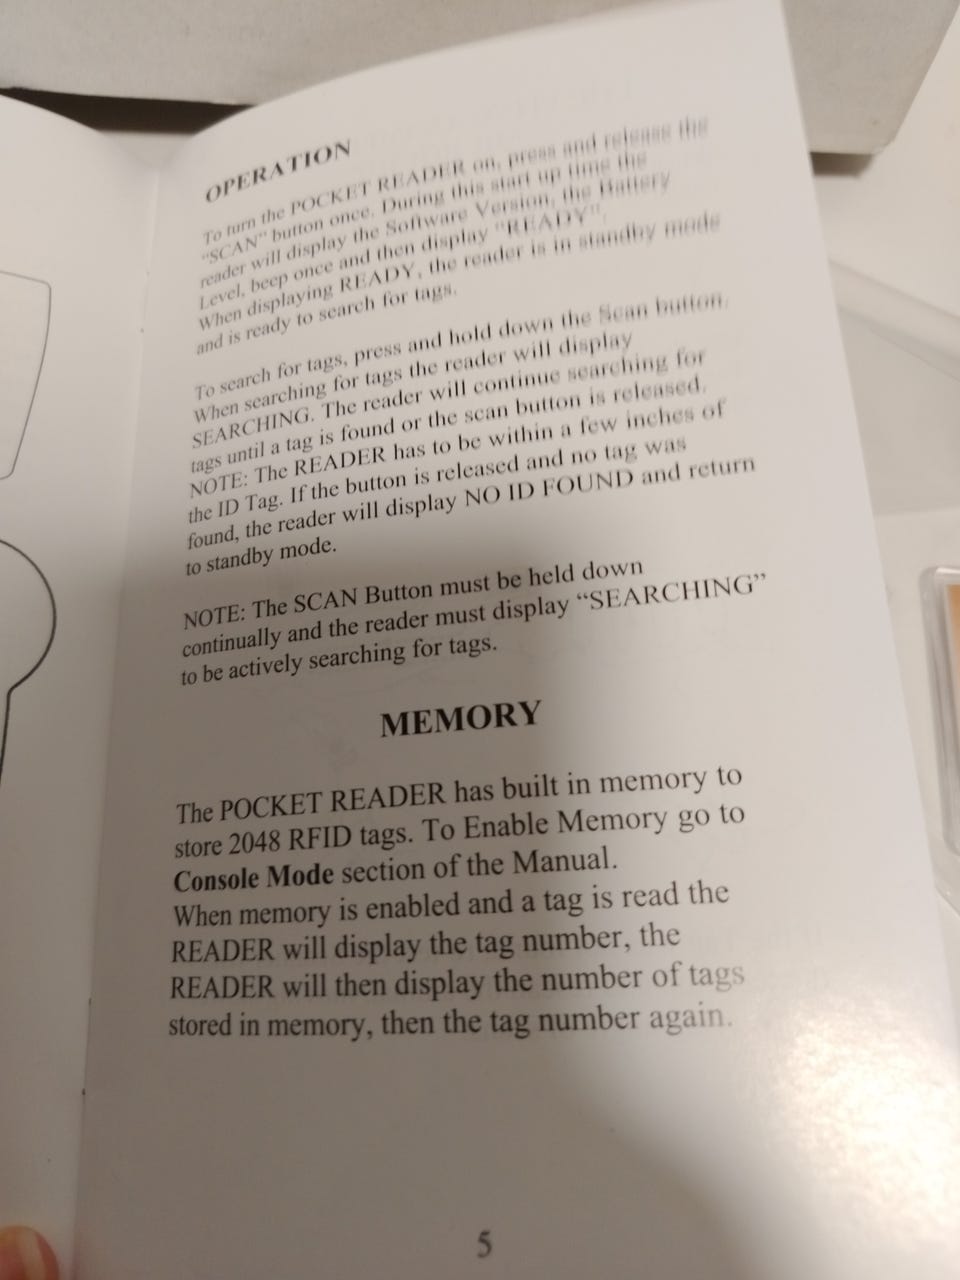 OPERATION
To turn the POCKET READER on, press and release the
“SCAN” button once. During this start up time the
reader will display the Software Version, the Battery
Level, beep once and then display “READY”.
When displaying READY, the reader is in standby mode
and is ready to search for tags.
To search for tags, press and hold down the Scan button.
When searching for tags the reader will display
SEARCHING. The reader will continue searching for
tags until a tag is found or the scan button is released.
NOTE: The READER has to be within a few inches of
the ID Tag. If the button is released and no tag was
found, the reader will display NO ID FOUND and return
to standby mode.
NOTE: The SCAN Button must be held down
continually and the reader must display “SEARCHING”
to be actively searching for tags.
MEMORY
The POCKET READER has built in memory to
store 2048 RFID tags. To Enable Memory go to
Console Mode section of the Manual.
When memory is enabled and a tag is read the
READER will display the tag number, the
READER will then display the number of tags
stored in memory, then the tag number again.
5